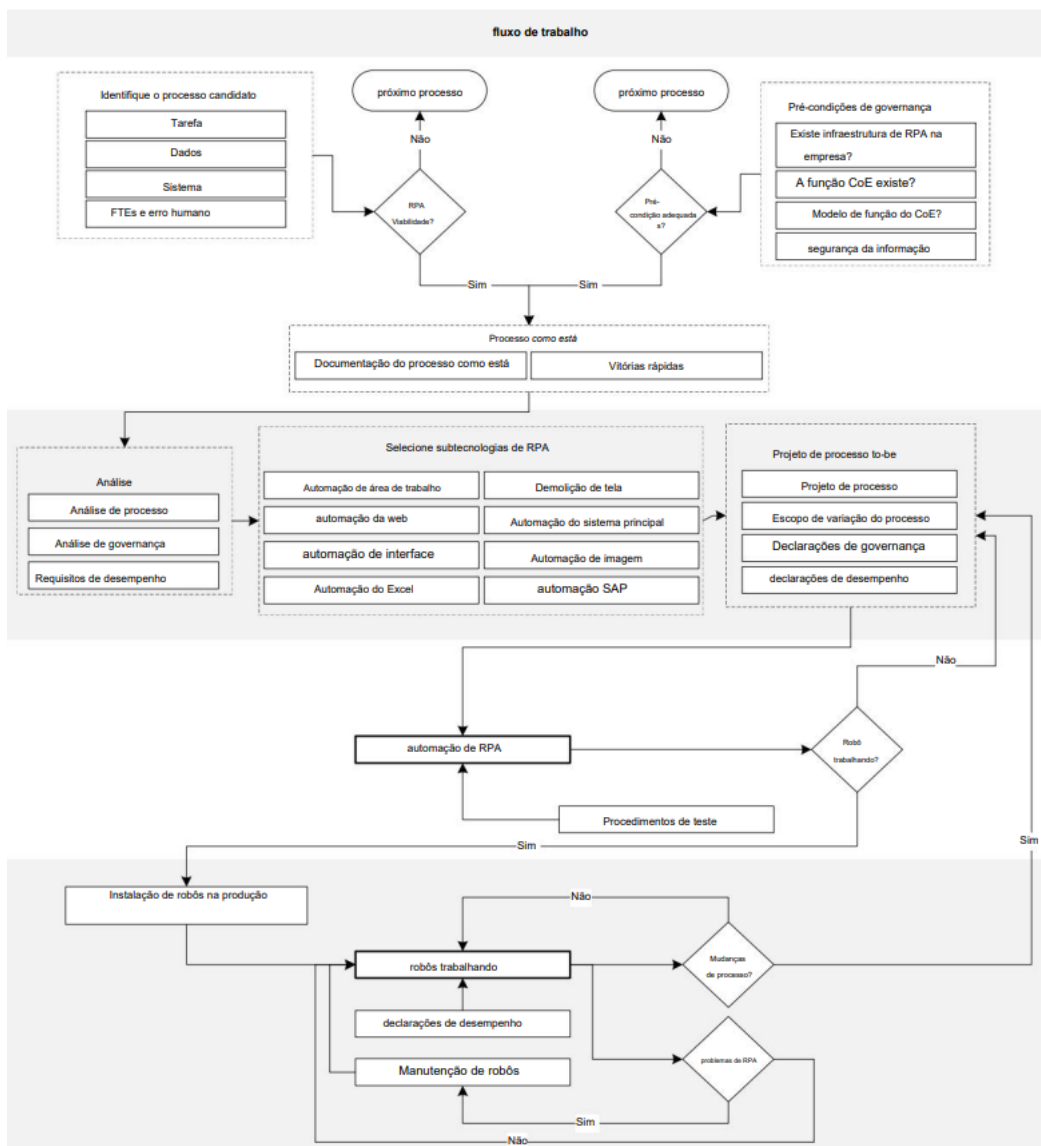 fluxo de trabalho
Identifique o processo candidato
Tarefa
Dados
Sistema
FTEs e erro humano
próximo processo
Não
RPA
Viabilidade?
próximo processo
Não
Pré-
condição adequada
s?
Pré-condições de governança
Existe infraestrutura de RPA na
empresa?
A função CoE existe?
Modelo de função do CoE?
segurança da informação
Sim
Sim
Processo como está
Documentação do processo como está
Vitórias rápidas
Análise
Análise de processo
Análise de governança
Requisitos de desempenho
Selecione subtecnologias de RPA
Automação de área de trabalho
Demolição de tela
automação da web
Automação do sistema principal
automação de interface
Automação de imagem
Automação do Excel
automação SAP
Projeto de processo to-be
Projeto de processo
Escopo de variação do processo
Declarações de governança
declarações de desempenho
Não
automação de RPA
Robô
trabalhando?
Procedimentos de teste
Sim
Sim
Instalação de robôs na produção
Não
robôs trabalhando
Mudanças
de processo?
declarações de desempenho
Manutenção de robôs
problemas de RPA
Sim
Não